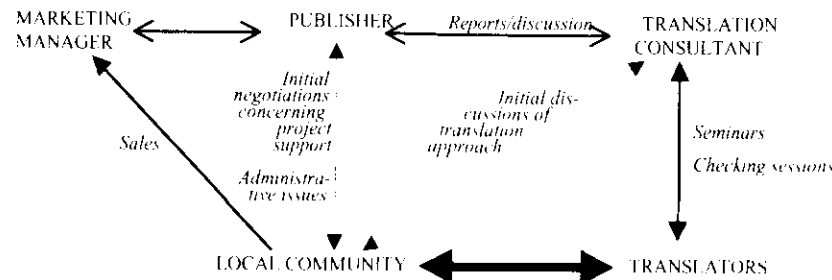 MARKETING
MANAGER
PUBLISHER
Reports/discussion
TRANSLATION
CONSULTANT
Initial
negotiations
concerning
project
support
Initial dis-
cussions of
translation
approach
Sales
Seminars
Checking sessions
Administra-
tive issues
LOCAL COMMUNITY
TRANSLATORS